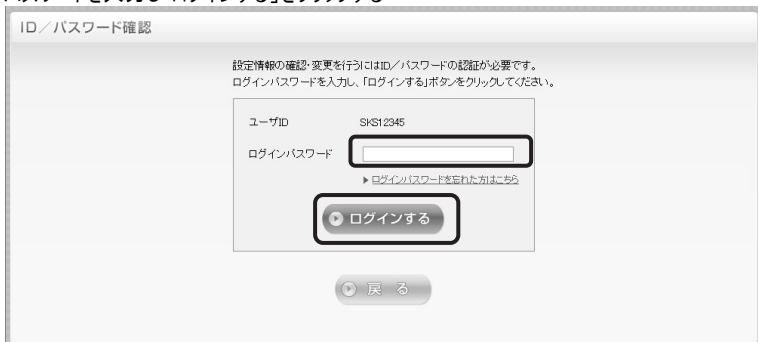 ID／パスワード確認
設定情報の確認・変更を行うにはID／パスワードの認証が必要です。
ログインパスワードを入力し、「ログインする」ボタンをクリックしてください。
ユーザID SKS12345
ログインパスワード
▶ ログインパスワードを忘れた方はこちら
ログインする
戻る